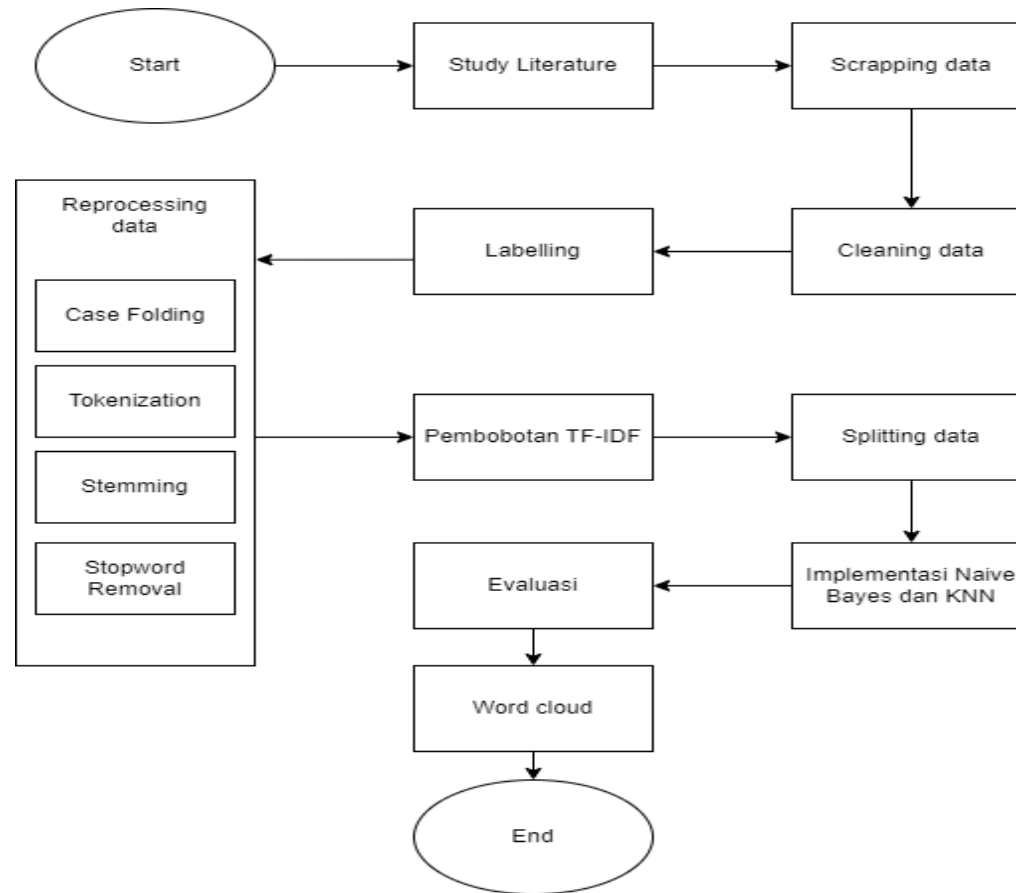 Start
Study Literature
Scrapping data
Cleaning data
Labelling
Reprocessing
data
Case Folding
Tokenization
Stemming
Stopword
Removal
Pembobotan TF-IDF
Splitting data
Implementasi Naive
Bayes dan KNN
Evaluasi
Word cloud
End